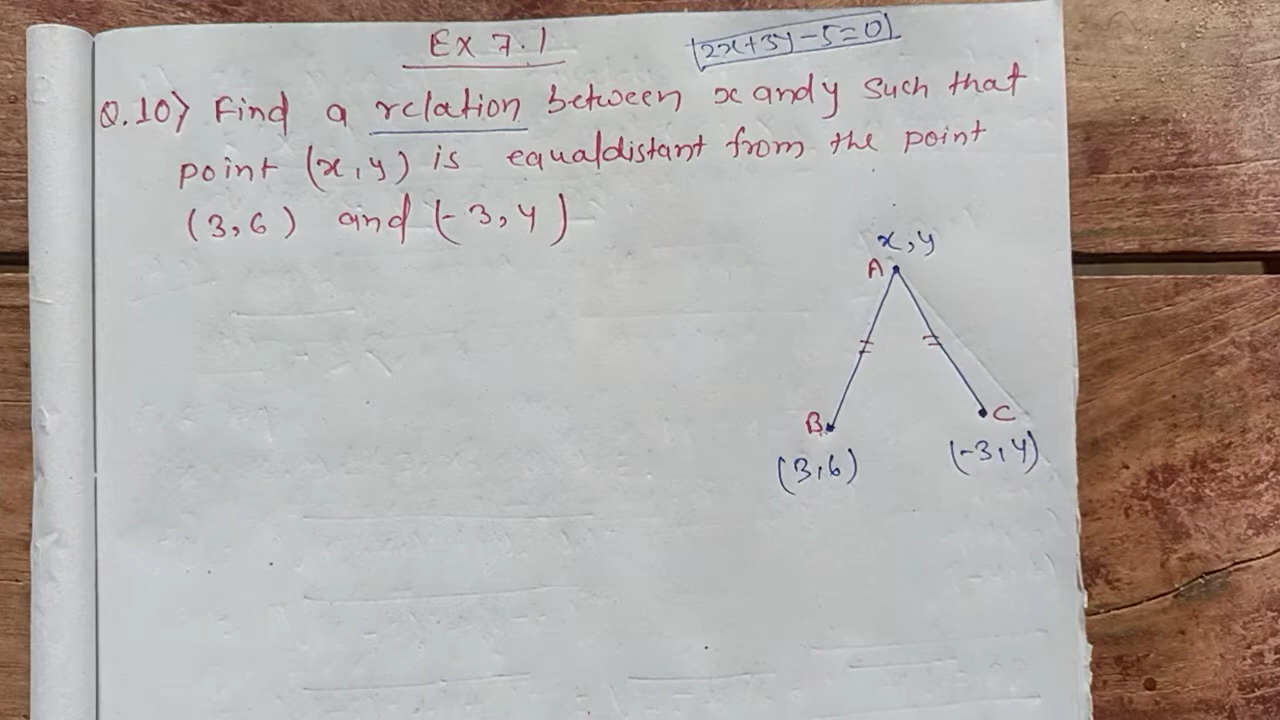 Ex 7.1
2x+3y-5=0
Q.10) Find a relation between x and y such that
point (x,y) is equaldistant from the point
(3,6) and (-3,4)
x,y
A
B
C
(3,6)
(-3,4)